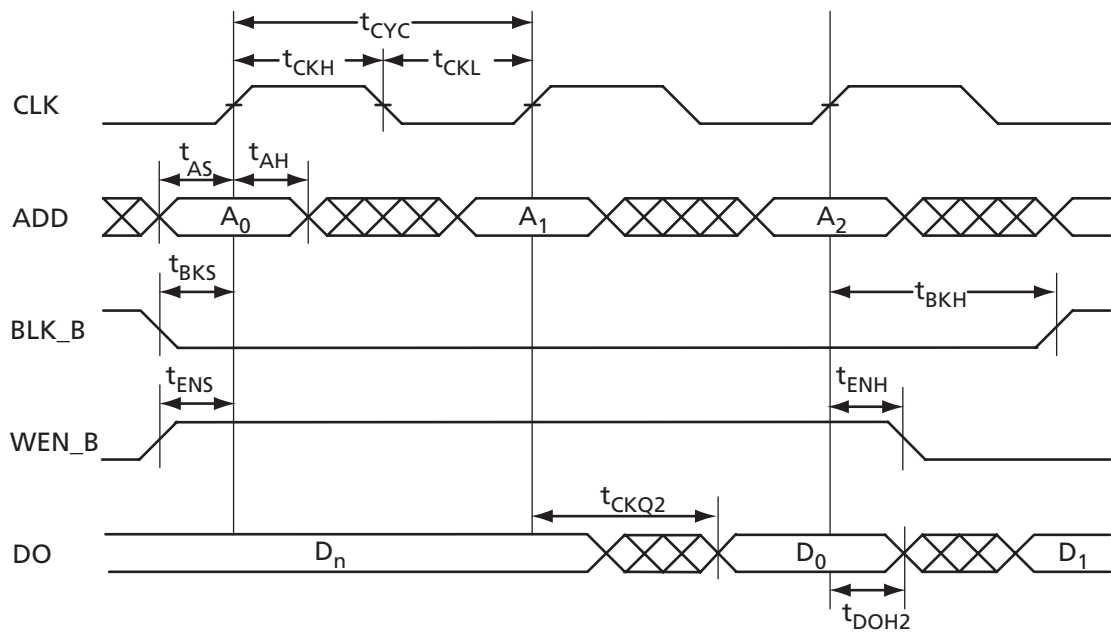 tCYC
tCKH tCKL
CLK
tAS tAH
ADD A0 A1 A2
tBKS tBKH
BLK_B
tENS tENH
WEN_B
tCKQ2
DO Dn D0 D1
tDOH2